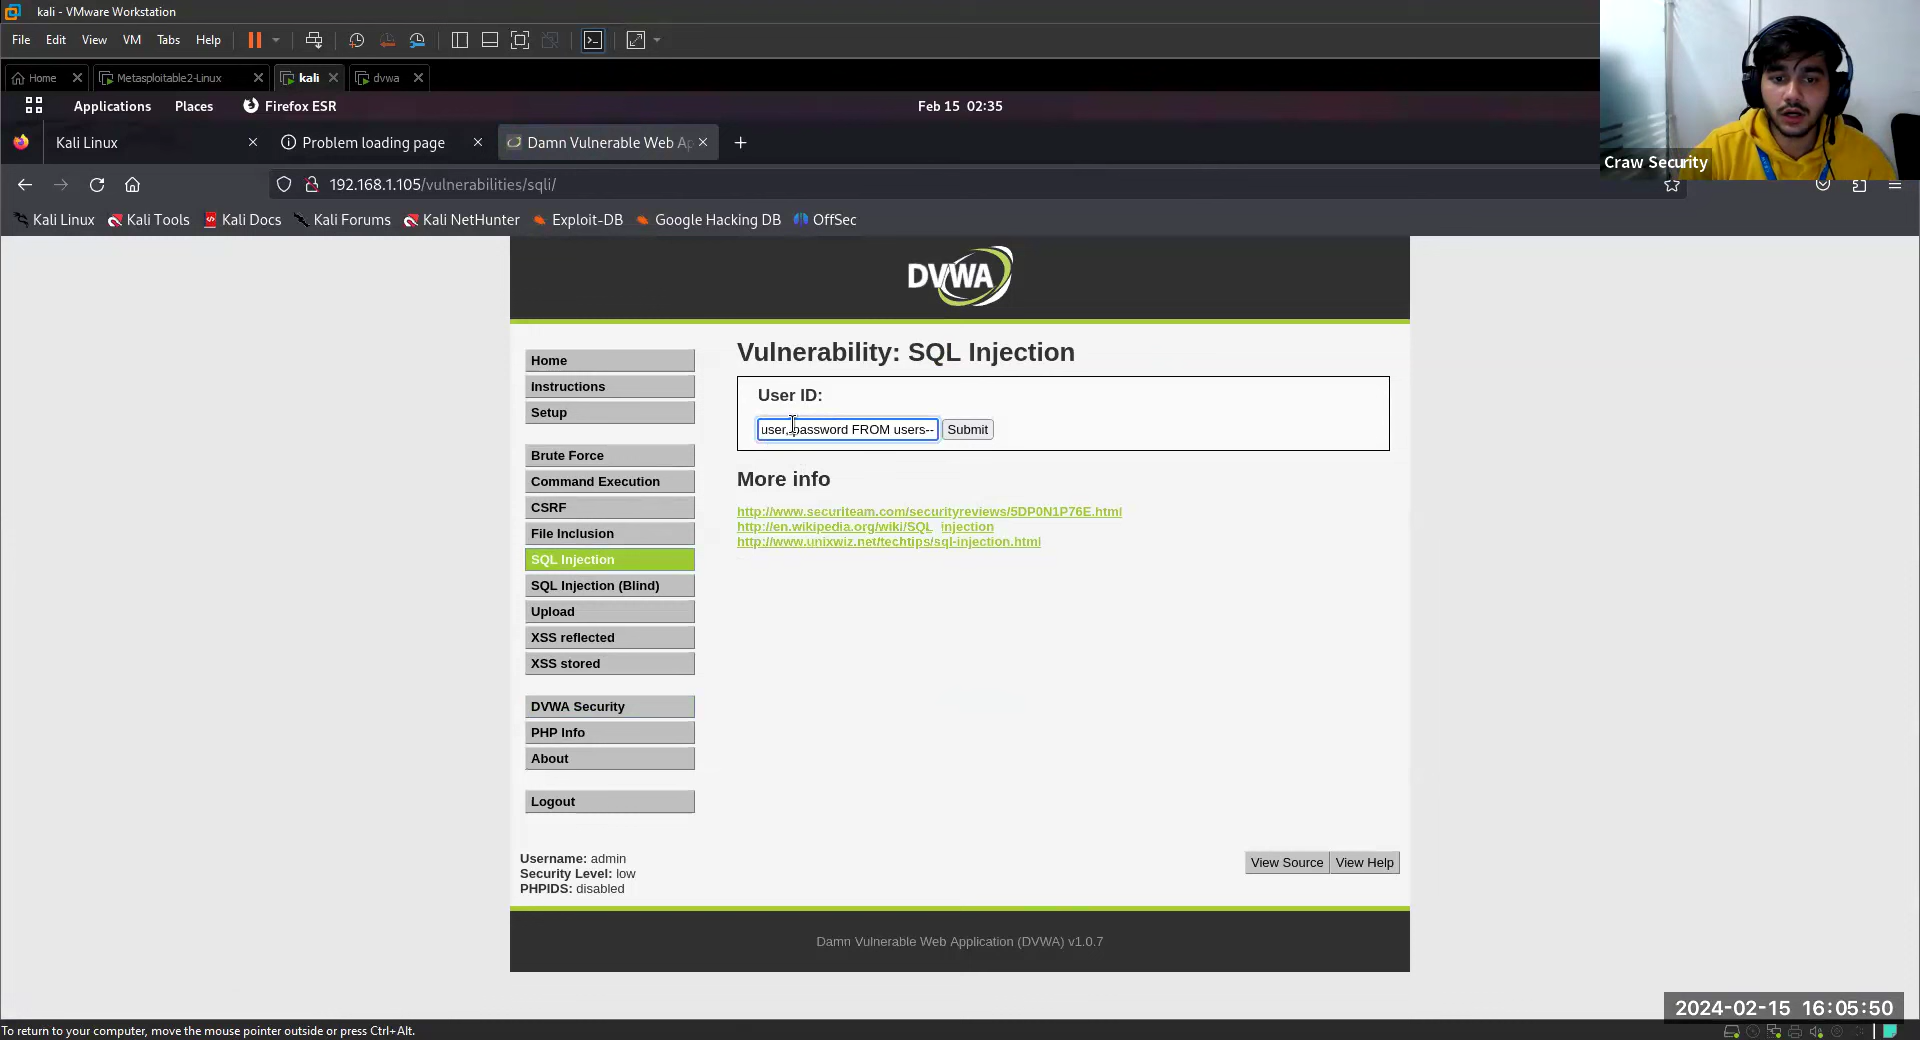 kali - VMware Workstation
File Edit View VM Tabs Help
Home Metasploitable2-Linux kali dvwa
Applications Places Firefox ESR Feb 15 02:35
Kali Linux Problem loading page Damn Vulnerable Web Ap
Craw Security
192.168.1.105/vulnerabilities/sqli/
Kali Linux Kali Tools Kali Docs Kali Forums Kali NetHunter Exploit-DB Google Hacking DB OffSec
DVWA
Vulnerability: SQL Injection
User ID:
user, password FROM users-- Submit
More info
http://www.securiteam.com/securityreviews/5DP0N1P76E.html
http://en.wikipedia.org/wiki/SQL_injection
http://www.unixwiz.net/techtips/sql-injection.html
Home
Instructions
Setup
Brute Force
Command Execution
CSRF
File Inclusion
SQL Injection
SQL Injection (Blind)
Upload
XSS reflected
XSS stored
DVWA Security
PHP Info
About
Logout
Username: admin
Security Level: low
PHPIDS: disabled
View Source View Help
Damn Vulnerable Web Application (DVWA) v1.0.7
2024-02-15 16:05:50
To return to your computer, move the mouse pointer outside or press Ctrl+Alt.